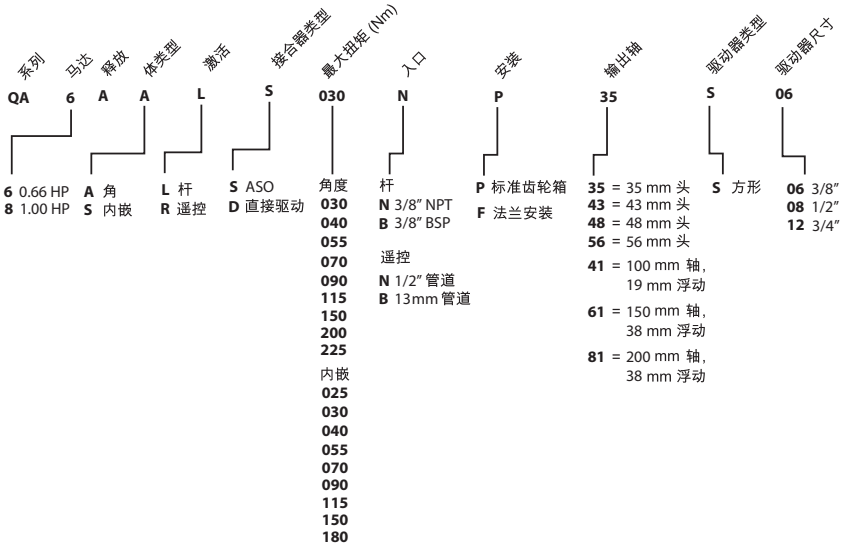 系列
马达
释放
体类型
激活
接合器类型
最大扭矩 (Nm)
入口
安装
输出轴
驱动器类型
驱动器尺寸
QA 6 A A L S 030 N P 35 S 06
6 0.66 HP
8 1.00 HP
A 角
S 内嵌
L 杆
R 遥控
S ASO
D 直接驱动
角度
030
040
055
070
090
115
150
200
225
内嵌
025
030
040
055
070
090
115
150
180
杆
N 3/8” NPT
B 3/8” BSP
遥控
N 1/2” 管道
B 13mm 管道
P 标准齿轮箱
F 法兰安装
35 = 35 mm 头
43 = 43 mm 头
48 = 48 mm 头
56 = 56 mm 头
41 = 100 mm 轴，
19 mm 浮动
61 = 150 mm 轴，
38 mm 浮动
81 = 200 mm 轴，
38 mm 浮动
S 方形
06 3/8”
08 1/2”
12 3/4”